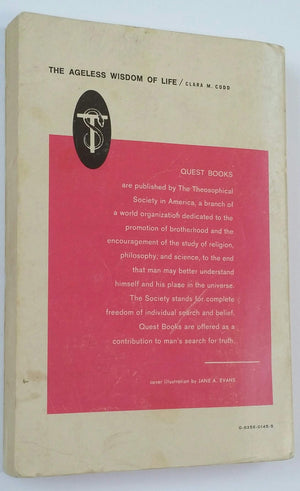 THE AGELESS WISDOM OF LIFE / CLARA M. CODD
TS
QUEST BOOKS
are published by The Theosophical
Society in America, a branch of
a world organization dedicated to the
promotion of brotherhood and the
encouragement of the study of religion,
philosophy, and science, to the end
that man may better understand
himself and his place in the universe.
The Society stands for complete
freedom of individual search and belief.
Quest Books are offered as a
contribution to man's search for truth.
cover illustration by JANE A. EVANS
0-8356-0145-5